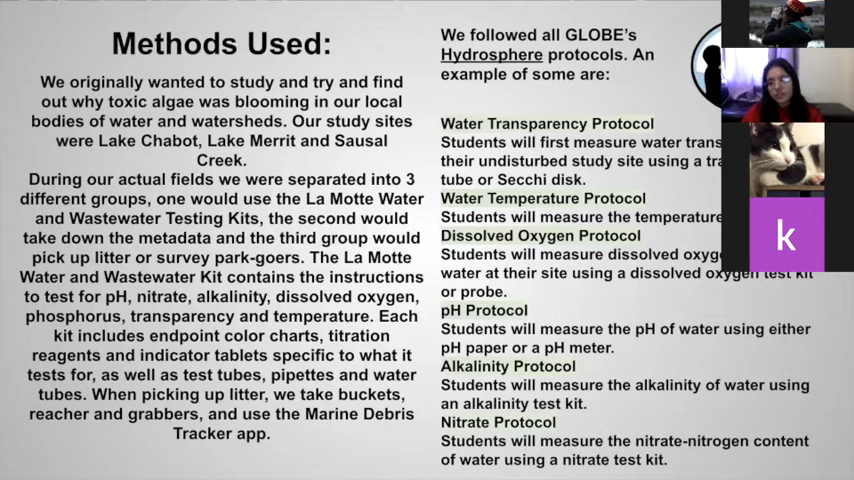 Methods Used:
We originally wanted to study and try and find
out why toxic algae was blooming in our local
bodies of water and watersheds. Our study sites
were Lake Chabot, Lake Merrit and Sausal
Creek.
During our actual fields we were separated into 3
different groups, one would use the La Motte Water
and Wastewater Testing Kits, the second would
take down the metadata and the third group would
pick up litter or survey park-goers. The La Motte
Water and Wastewater Kit contains the instructions
to test for pH, nitrate, alkalinity, dissolved oxygen,
phosphorus, transparency and temperature. Each
kit includes endpoint color charts, titration
reagents and indicator tablets specific to what it
tests for, as well as test tubes, pipettes and water
tubes. When picking up litter, we take buckets,
reacher and grabbers, and use the Marine Debris
Tracker app.
We followed all GLOBE's
Hydrosphere protocols. An
example of some are:
Water Transparency Protocol
Students will first measure water trans
their undisturbed study site using a tra
tube or Secchi disk.
Water Temperature Protocol
Students will measure the temperature
Dissolved Oxygen Protocol
Students will measure dissolved oxyge
water at their site using a dissolved oxygen test kit
or probe.
pH Protocol
Students will measure the pH of water using either
pH paper or a pH meter.
Alkalinity Protocol
Students will measure the alkalinity of water using
an alkalinity test kit.
Nitrate Protocol
Students will measure the nitrate-nitrogen content
of water using a nitrate test kit.
k